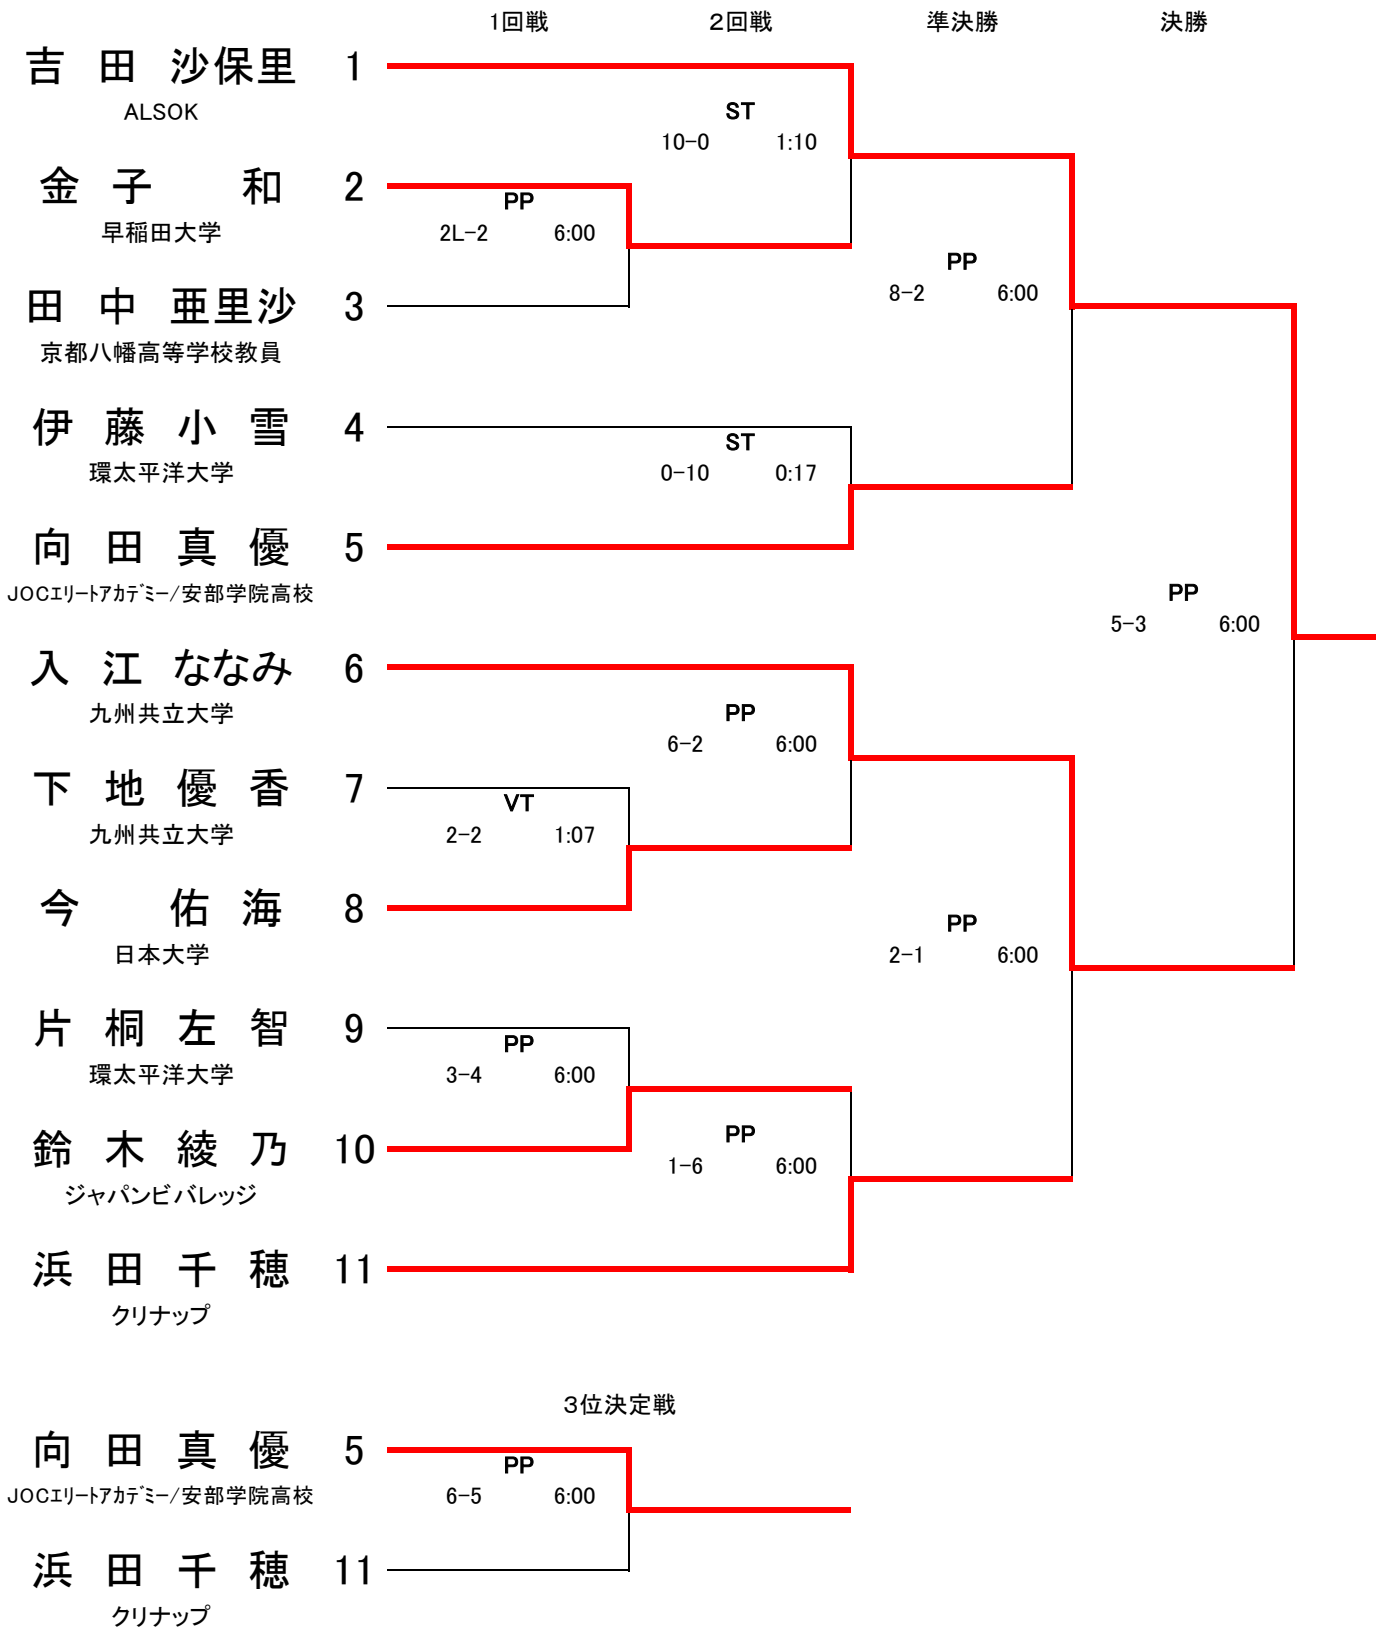 1回戦 2回戦 準決勝 決勝
吉 田 沙保里 1
ALSOK
ST
10-0 1:10
金 子 和 2
PP
早稲田大学 2L-2 6:00
PP
8-2 6:00
田 中 亜里沙 3
京都八幡高等学校教員
伊 藤 小 雪 4
ST
環太平洋大学 0-10 0:17
向 田 真 優 5
JOCエリートアカデミー/安部学院高校
PP
5-3 6:00
入 江 ななみ 6
九州共立大学
PP
6-2 6:00
下 地 優 香 7
VT
九州共立大学 2-2 1:07
今 佑 海 8
PP
日本大学 2-1 6:00
片 桐 左 智 9
PP
環太平洋大学 3-4 6:00
PP
鈴 木 綾 乃 10
1-6 6:00
ジャパンビバレッジ
浜 田 千 穂 11
クリナップ
3位決定戦
向 田 真 優 5
PP
JOCエリートアカデミー/安部学院高校 6-5 6:00
浜 田 千 穂 11
クリナップ